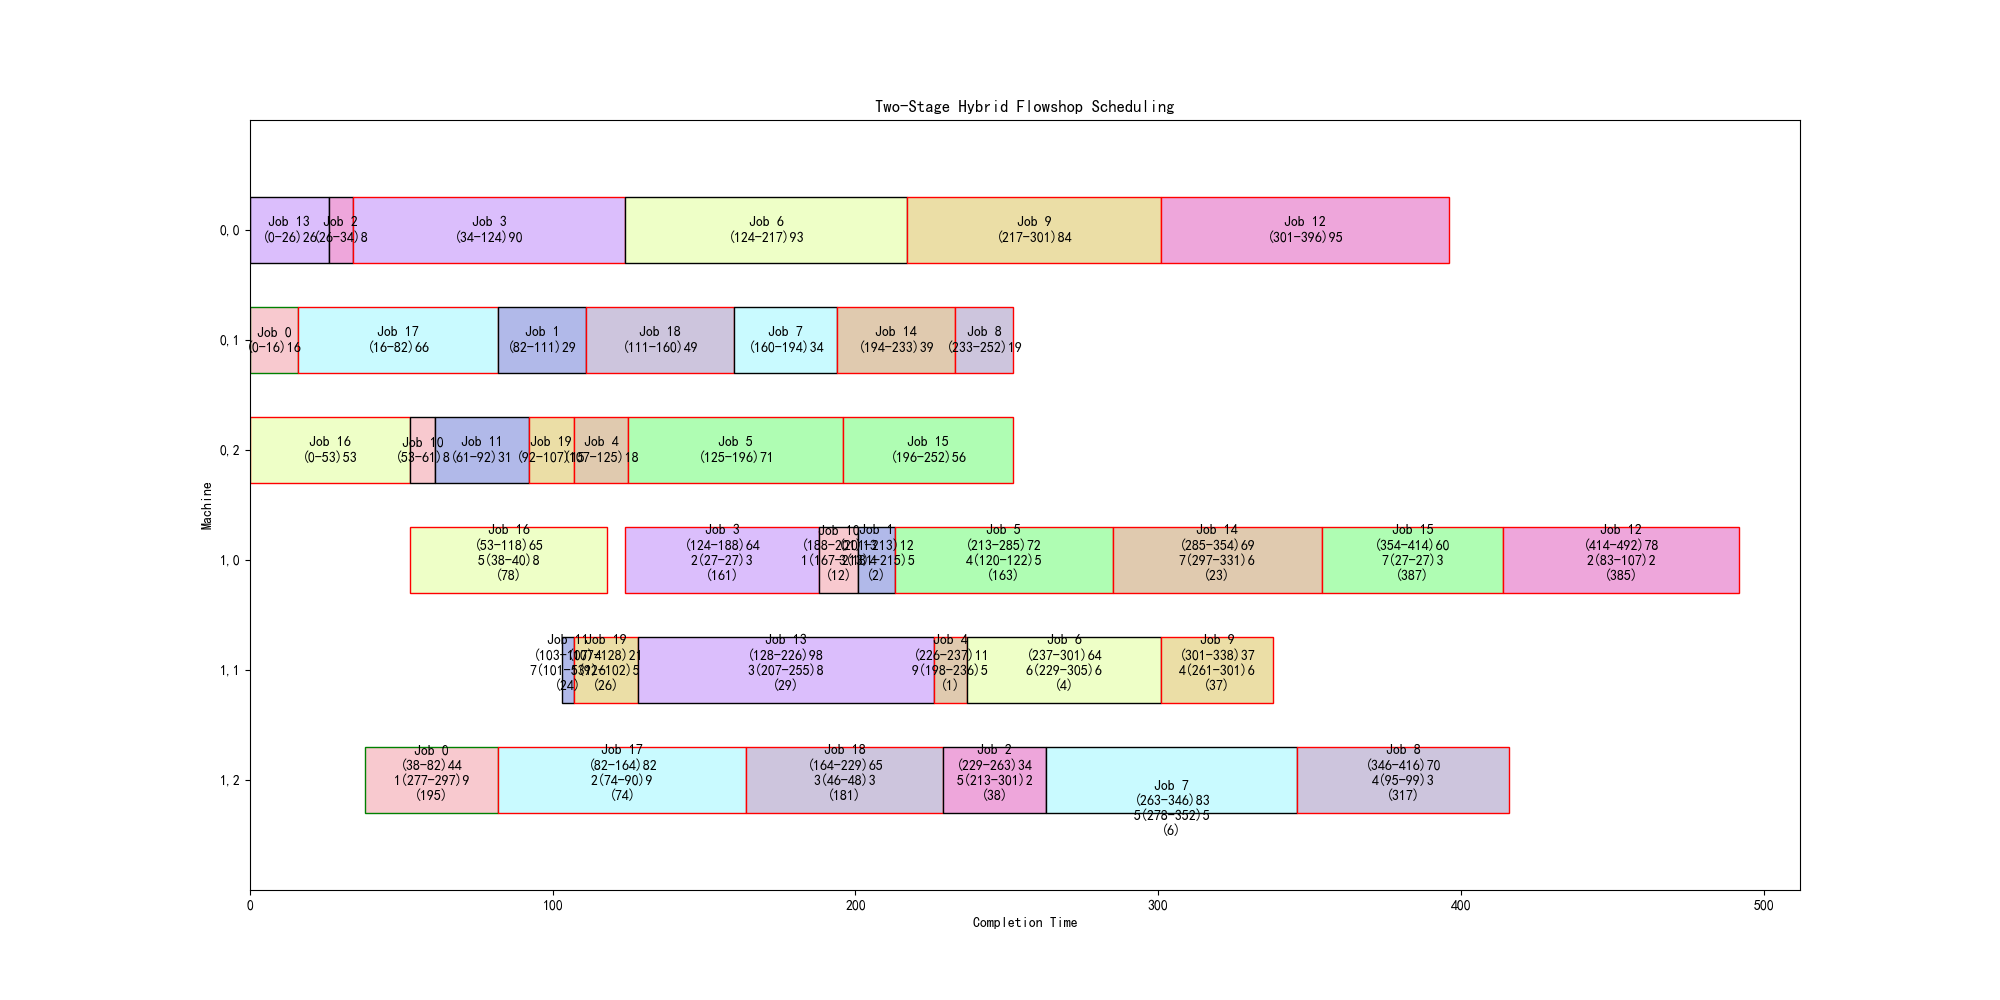 Two-Stage Hybrid Flowshop Scheduling
Machine
0,0
Job 13
(0-26)26
Job 2
(26-34)8
Job 3
(34-124)90
Job 6
(124-217)93
Job 9
(217-301)84
Job 12
(301-396)95
0,1
Job 0
(0-16)16
Job 17
(16-82)66
Job 1
(82-111)29
Job 18
(111-160)49
Job 7
(160-194)34
Job 14
(194-233)39
Job 8
(233-252)19
0,2
Job 16
(0-53)53
Job 10
(53-61)8
Job 11
(61-92)31
Job 19
(92-107)15
Job 4
(107-125)18
Job 5
(125-196)71
Job 15
(196-252)56
1,0
Job 16
(53-118)65
5(38-40)8
(78)
Job 3
(124-188)64
2(27-27)3
(161)
Job 10
(188-201)13
(12)
Job 1
(201-213)12
(2)
Job 5
(213-285)72
4(120-122)5
(163)
Job 14
(285-354)69
7(297-331)6
(23)
Job 15
(354-414)60
7(27-27)3
(387)
Job 12
(414-492)78
2(83-107)2
(385)
1,1
Job 11
(103-107)4
(24)
Job 19
(107-128)21
(26)
Job 13
(128-226)98
3(207-255)8
(29)
Job 4
(226-237)11
9(198-236)5
(1)
Job 6
(237-301)64
6(229-305)6
(4)
Job 9
(301-338)37
4(261-301)6
(37)
1,2
Job 0
(38-82)44
1(277-297)9
(195)
Job 17
(82-164)82
2(74-90)9
(74)
Job 18
(164-229)65
3(46-48)3
(181)
Job 2
(229-263)34
5(213-301)2
(38)
Job 7
(263-346)83
5(278-352)5
(6)
Job 8
(346-416)70
4(95-99)3
(317)
0
100
200
300
400
500
Completion Time